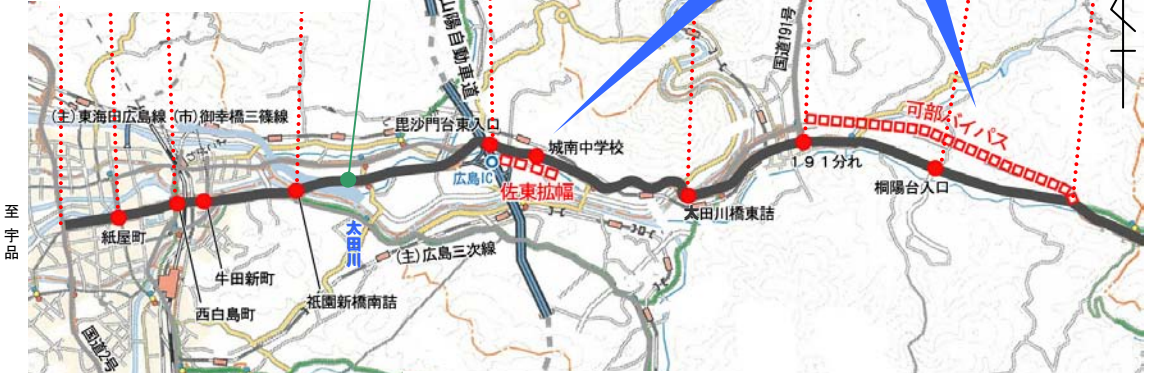 山陽自動車道
国道191号
(主)東海田広島線
(市)御幸橋三篠線
毘沙門台東入口
城南中学校
可部バイパス
191分れ
広島IC
佐東拡幅
桐陽台入口
太田川橋東詰
至 宇品
紙屋町
太田川
(主)広島三次線
牛田新町
祇園新橋南詰
西白島町
国道2号